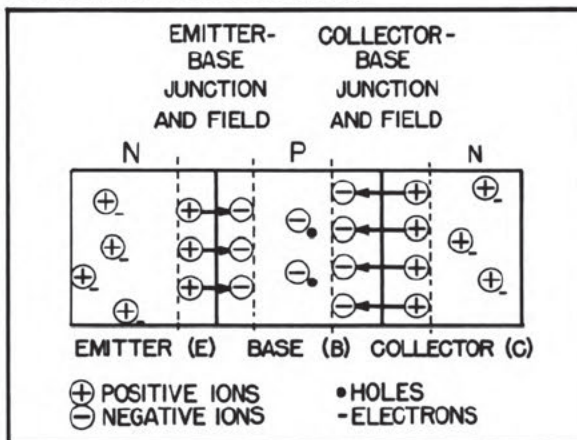 EMITTER-
BASE
JUNCTION
AND FIELD
COLLECTOR-
BASE
JUNCTION
AND FIELD
N
P
N
EMITTER (E)
BASE (B)
COLLECTOR (C)
POSITIVE IONS
NEGATIVE IONS
HOLES
ELECTRONS